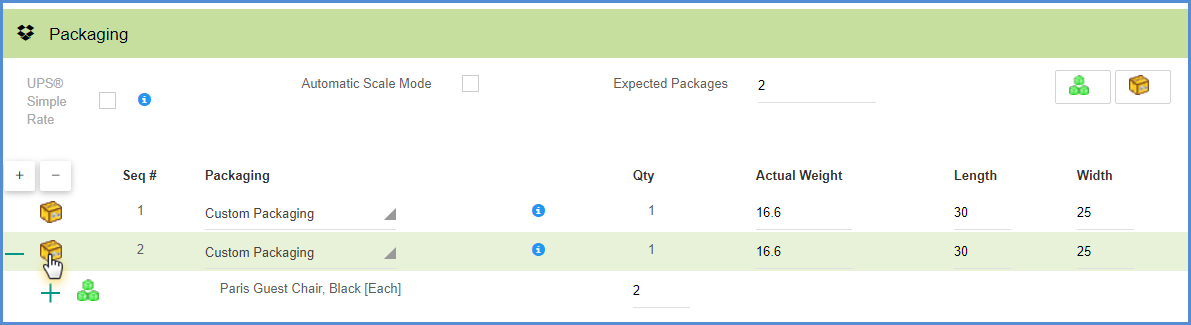 Packaging
UPS®
Simple
Rate
Automatic Scale Mode
Expected Packages
2
+ − Seq # Packaging Qty Actual Weight Length Width
1 Custom Packaging 1 16.6 30 25
2 Custom Packaging 1 16.6 30 25
Paris Guest Chair, Black [Each] 2